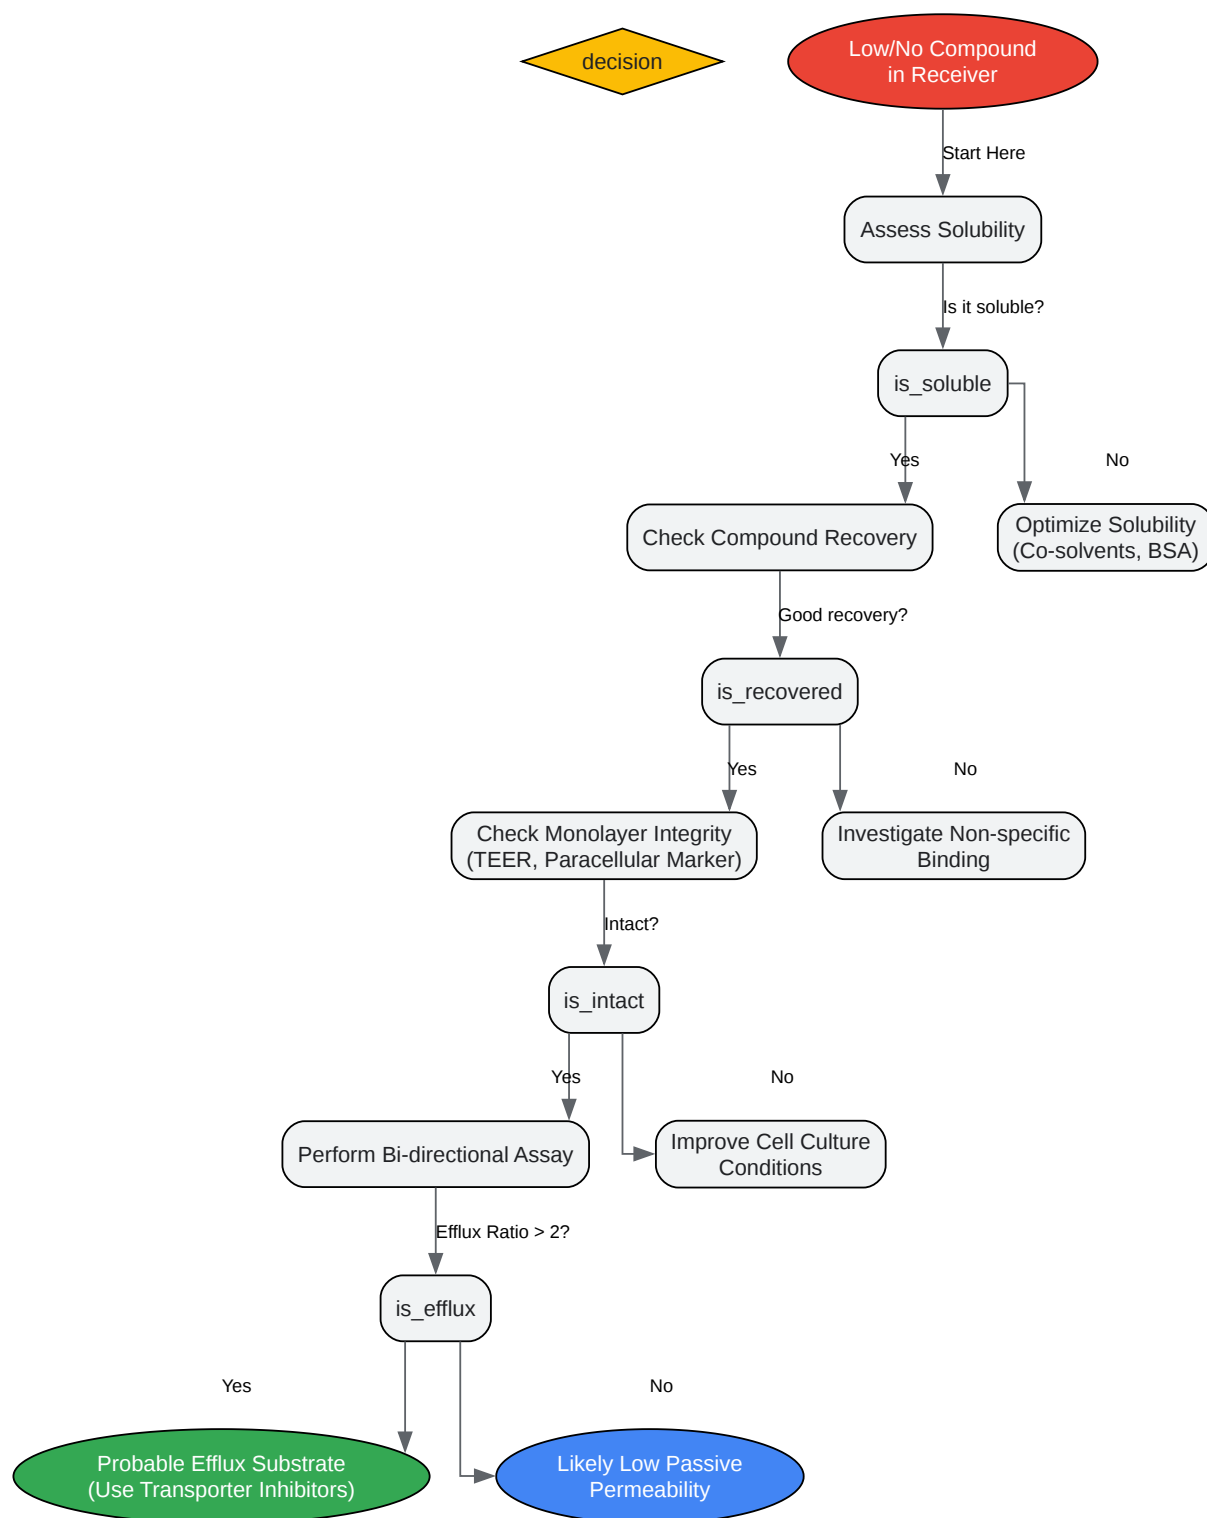 decision
Low/No Compound
in Receiver
Start Here
Assess Solubility
Is it soluble?
is_soluble
Yes
No
Check Compound Recovery
Optimize Solubility
(Co-solvents, BSA)
Good recovery?
is_recovered
Yes
No
Check Monolayer Integrity
(TEER, Paracellular Marker)
Investigate Non-specific
Binding
Intact?
is_intact
Yes
No
Perform Bi-directional Assay
Improve Cell Culture
Conditions
Efflux Ratio > 2?
is_efflux
Yes
No
Probable Efflux Substrate
(Use Transporter Inhibitors)
Likely Low Passive
Permeability